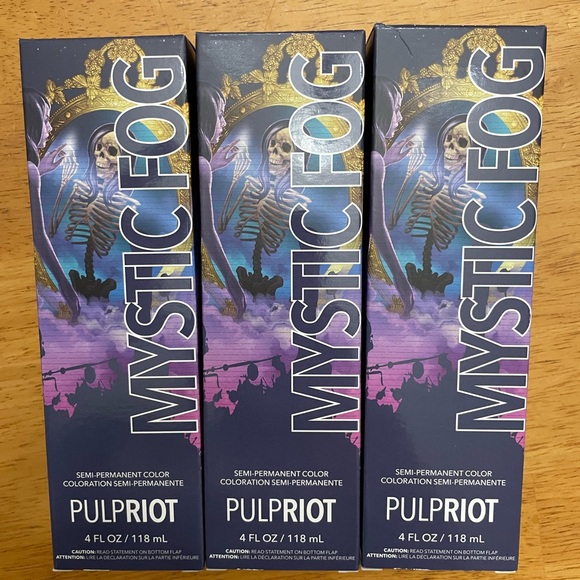 MYSTIC FOG
SEMI-PERMANENT COLOR
COLORATION SEMI-PERMANENTE
PULPRIOT
4 FL OZ / 118 mL
CAUTION: READ STATEMENT ON BOTTOM FLAP
ATTENTION: LIRE LA DÉCLARATION SUR LA PARTIE INFÉRIEURE
MYSTIC FOG
SEMI-PERMANENT COLOR
COLORATION SEMI-PERMANENTE
PULPRIOT
4 FL OZ / 118 mL
CAUTION: READ STATEMENT ON BOTTOM FLAP
ATTENTION: LIRE LA DÉCLARATION SUR LA PARTIE INFÉRIEURE
MYSTIC FOG
SEMI-PERMANENT COLOR
COLORATION SEMI-PERMANENTE
PULPRIOT
4 FL OZ / 118 mL
CAUTION: READ STATEMENT ON BOTTOM FLAP
ATTENTION: LIRE LA DÉCLARATION SUR LA PARTIE INFÉRIEURE